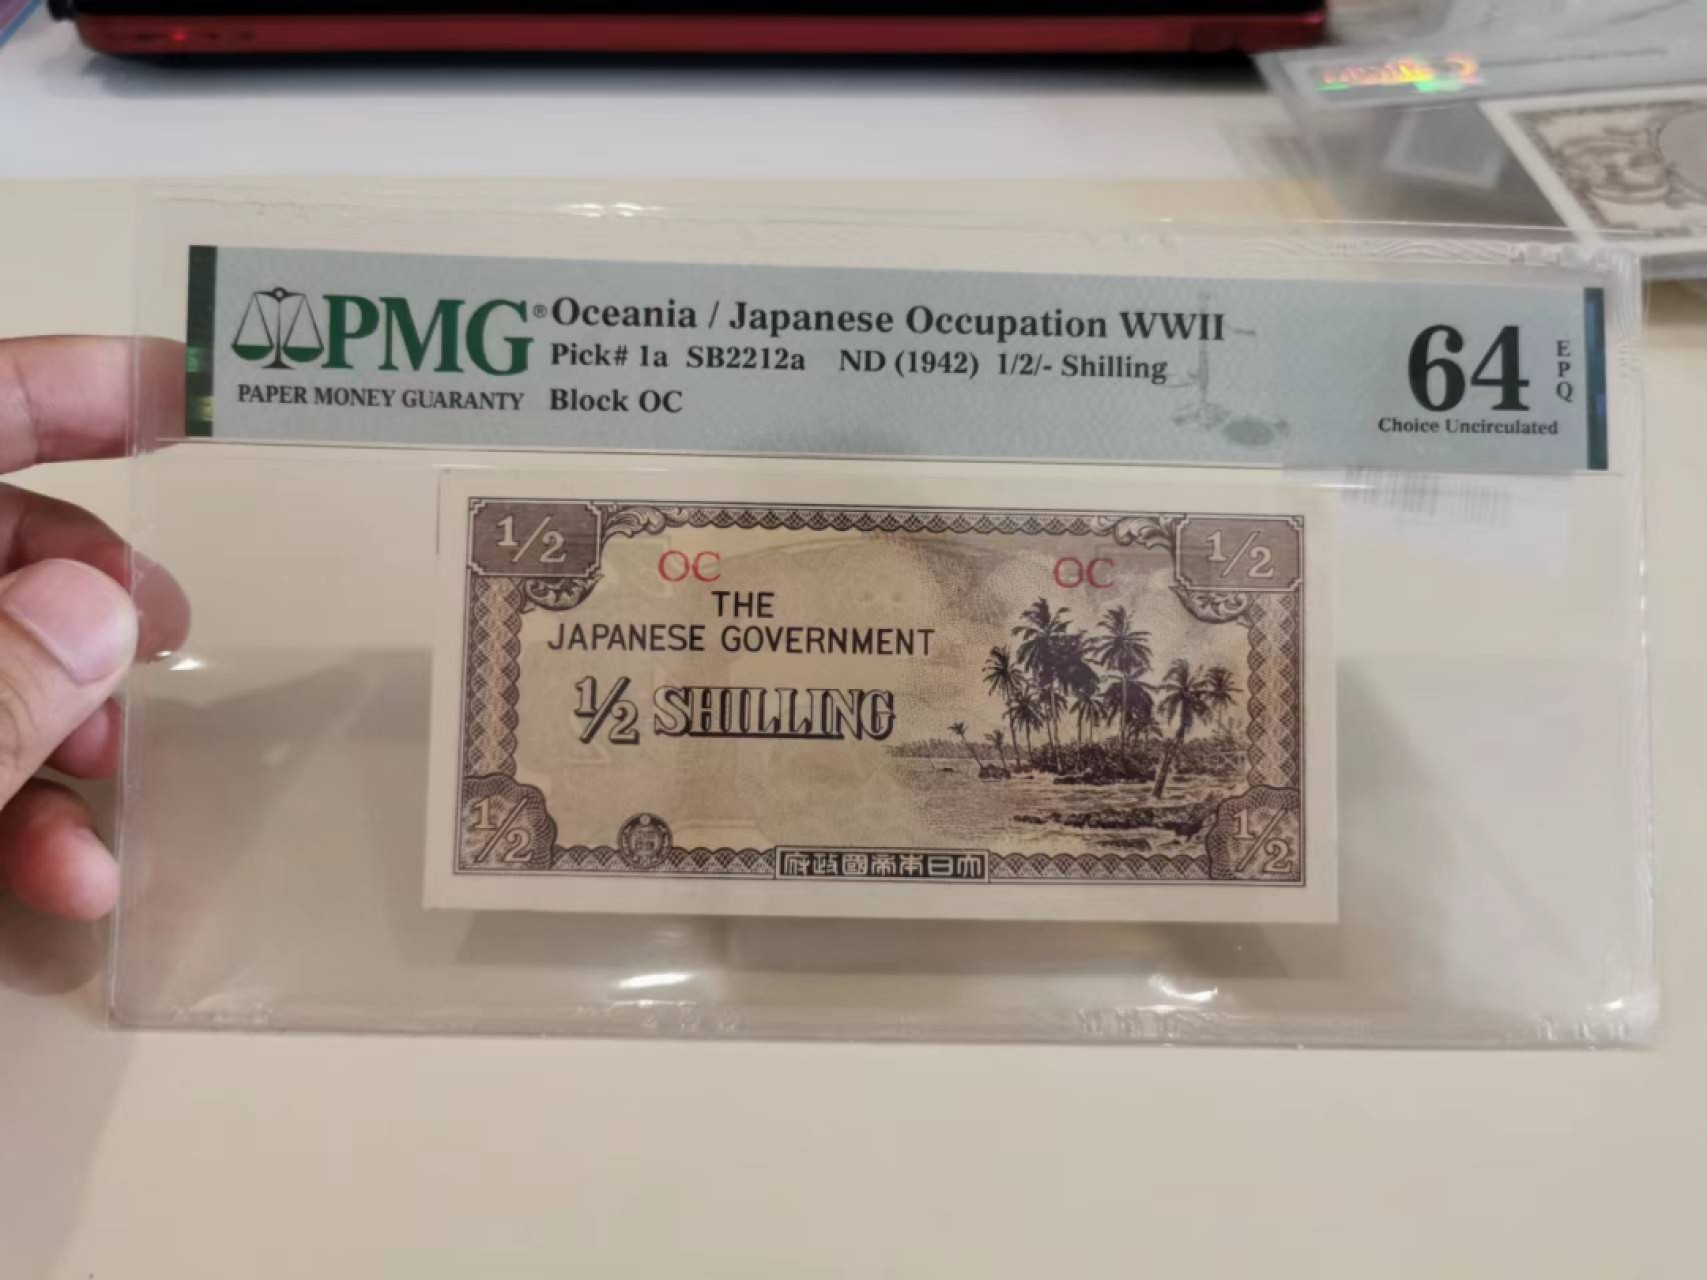 PMG® Oceania / Japanese Occupation WWII
Pick# 1a SB2212a ND (1942) 1/2/- Shilling
PAPER MONEY GUARANTY Block OC
64
EPQ
Choice Uncirculated
1/2 1/2
OC OC
THE
JAPANESE GOVERNMENT
1/2 SHILLING
1/2 1/2
府政國帝本日大